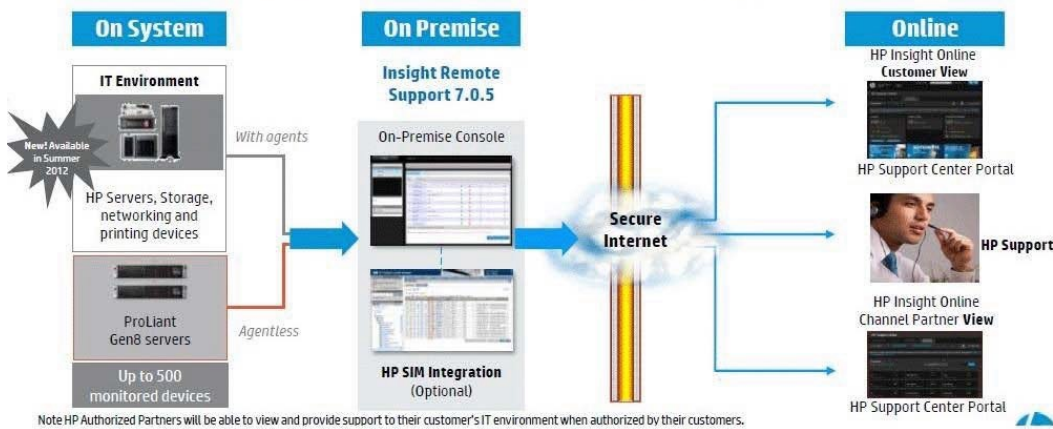 On System
IT Environment
New! Available
in Summer
2012
HP Servers, Storage,
networking and
printing devices
ProLiant
Gen8 servers
Up to 500
monitored devices
With agents
Agentless
On Premise
Insight Remote
Support 7.0.5
On-Premise Console
HP SIM Integration
(Optional)
Secure
Internet
Online
HP Insight Online
Customer View
HP Support Center Portal
HP Support
HP Insight Online
Channel Partner View
HP Support Center Portal
Note HP Authorized Partners will be able to view and provide support to their customer's IT environment when authorized by their customers.